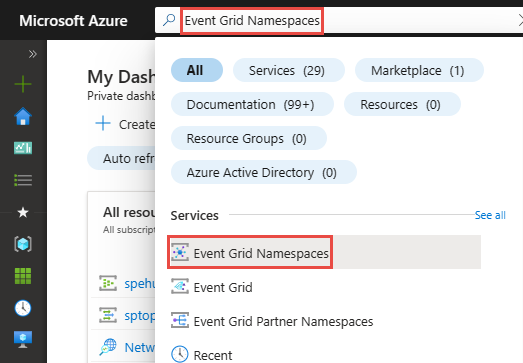 Microsoft Azure
Event Grid Namespaces
My Dash
Private dashb
Create
Auto refr
All resou
All subscrip
spehu
sptop
Netw
All
Services (29)
Marketplace (1)
Documentation (99+)
Resources (0)
Resource Groups (0)
Azure Active Directory (0)
Services
See all
Event Grid Namespaces
Event Grid
Event Grid Partner Namespaces
Recent